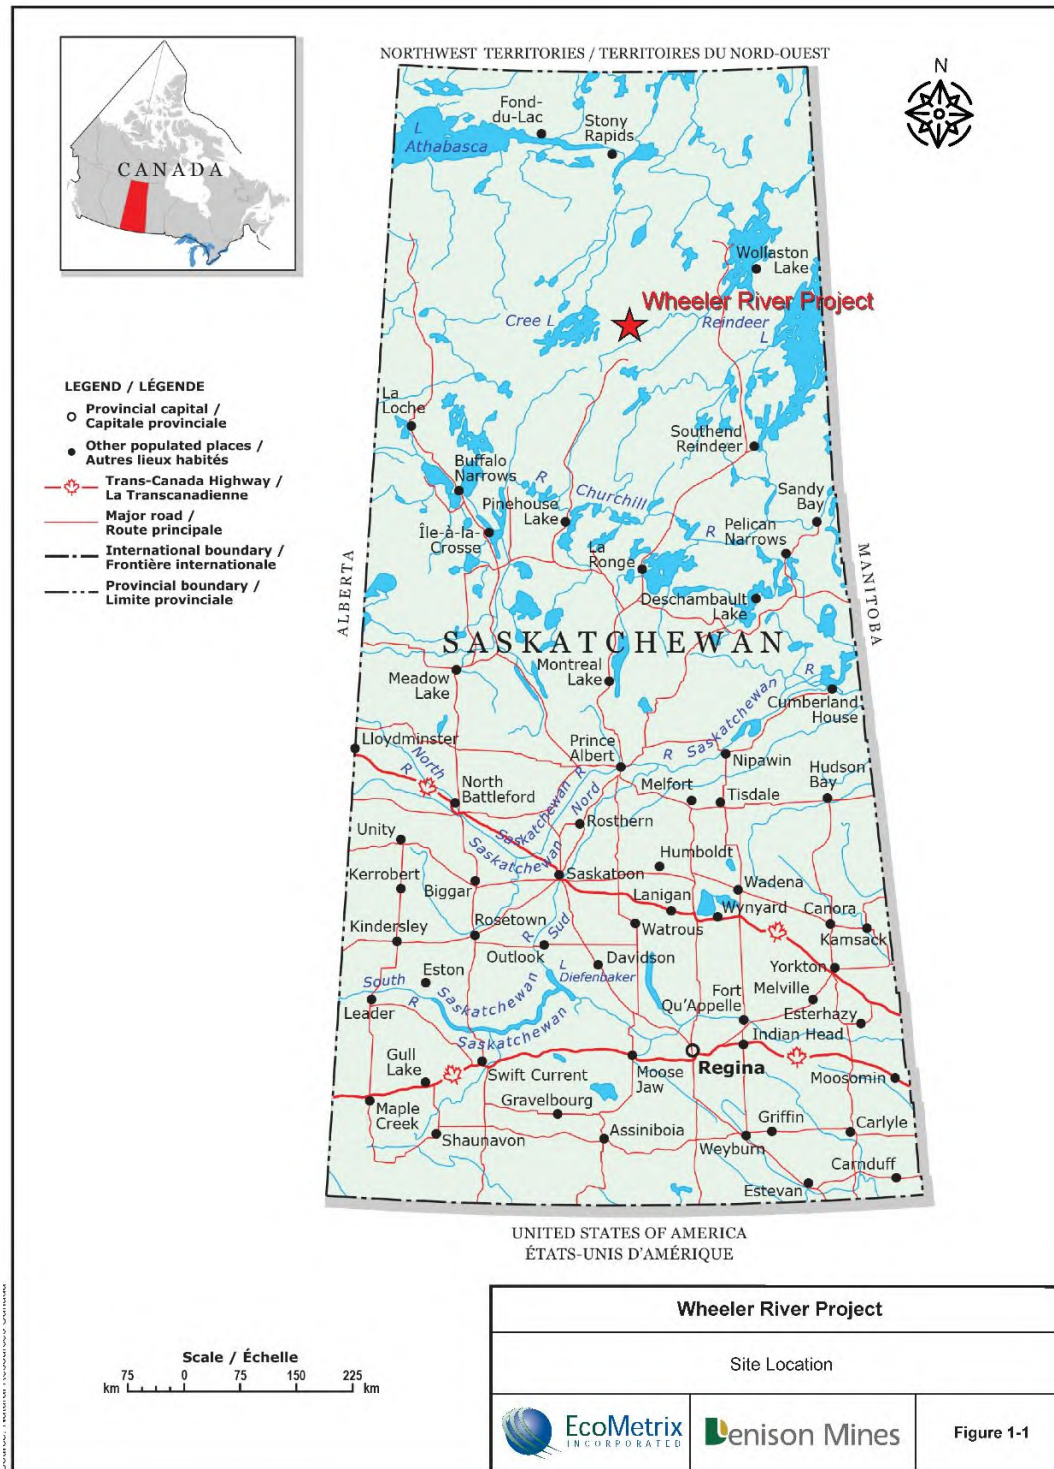 NORTHWEST TERRITORIES / TERRITOIRES DU NORD-OUEST
N
CANADA
Fond-
du-Lac
Stony
Rapids
L
Athabasca
Wollaston
Lake
Wheeler River Project
Cree L
Reindeer
L
LEGEND / LÉGENDE
Provincial capital /
Capitale provinciale
Other populated places /
Autres lieux habités
Trans-Canada Highway /
La Transcanadienne
Major road /
Route principale
International boundary /
Frontière internationale
Provincial boundary /
Limite provinciale
La
Loche
Southend
Reindeer
Buffalo
Narrows
R
Churchill
R
Sandy
Bay
Pinehouse
Lake
Île-à-la-
Crosse
Pelican
Narrows
La
Ronge
Deschambault
Lake
ALBERTA
MANITOBA
SASKATCHEWAN
Meadow
Lake
Montreal
Lake
R
Saskatchewan
R
Cumberland
House
Lloydminster
North
R
Prince
Albert
Nipawin
Hudson
Bay
North
Battleford
Saskatchewan
R
Nord
Melfort
Tisdale
Rosthern
Unity
Saskatchewan
Humboldt
Kerrobert
Biggar
Saskatoon
Lanigan
Wadena
Wynyard
Canora
Kamsack
Kindersley
Rosetown
R
Sud
Watrous
Outlook
Davidson
Yorkton
Eston
L
Diefenbaker
South
R
Saskatchewan
Saskatchewan
Leader
Fort
Qu'Appelle
Melville
Esterhazy
Indian Head
Gull
Lake
Swift Current
Moose
Jaw
Regina
Moosomin
Maple
Creek
Gravelbourg
Griffin
Carlyle
Shaunavon
Assiniboia
Weyburn
Carnduff
Estevan
UNITED STATES OF AMERICA
ÉTATS-UNIS D'AMÉRIQUE
Scale / Échelle
75 0 75 150 225
km km
Wheeler River Project
Site Location
EcoMetrix
INCORPORATED
Denison Mines
Figure 1-1